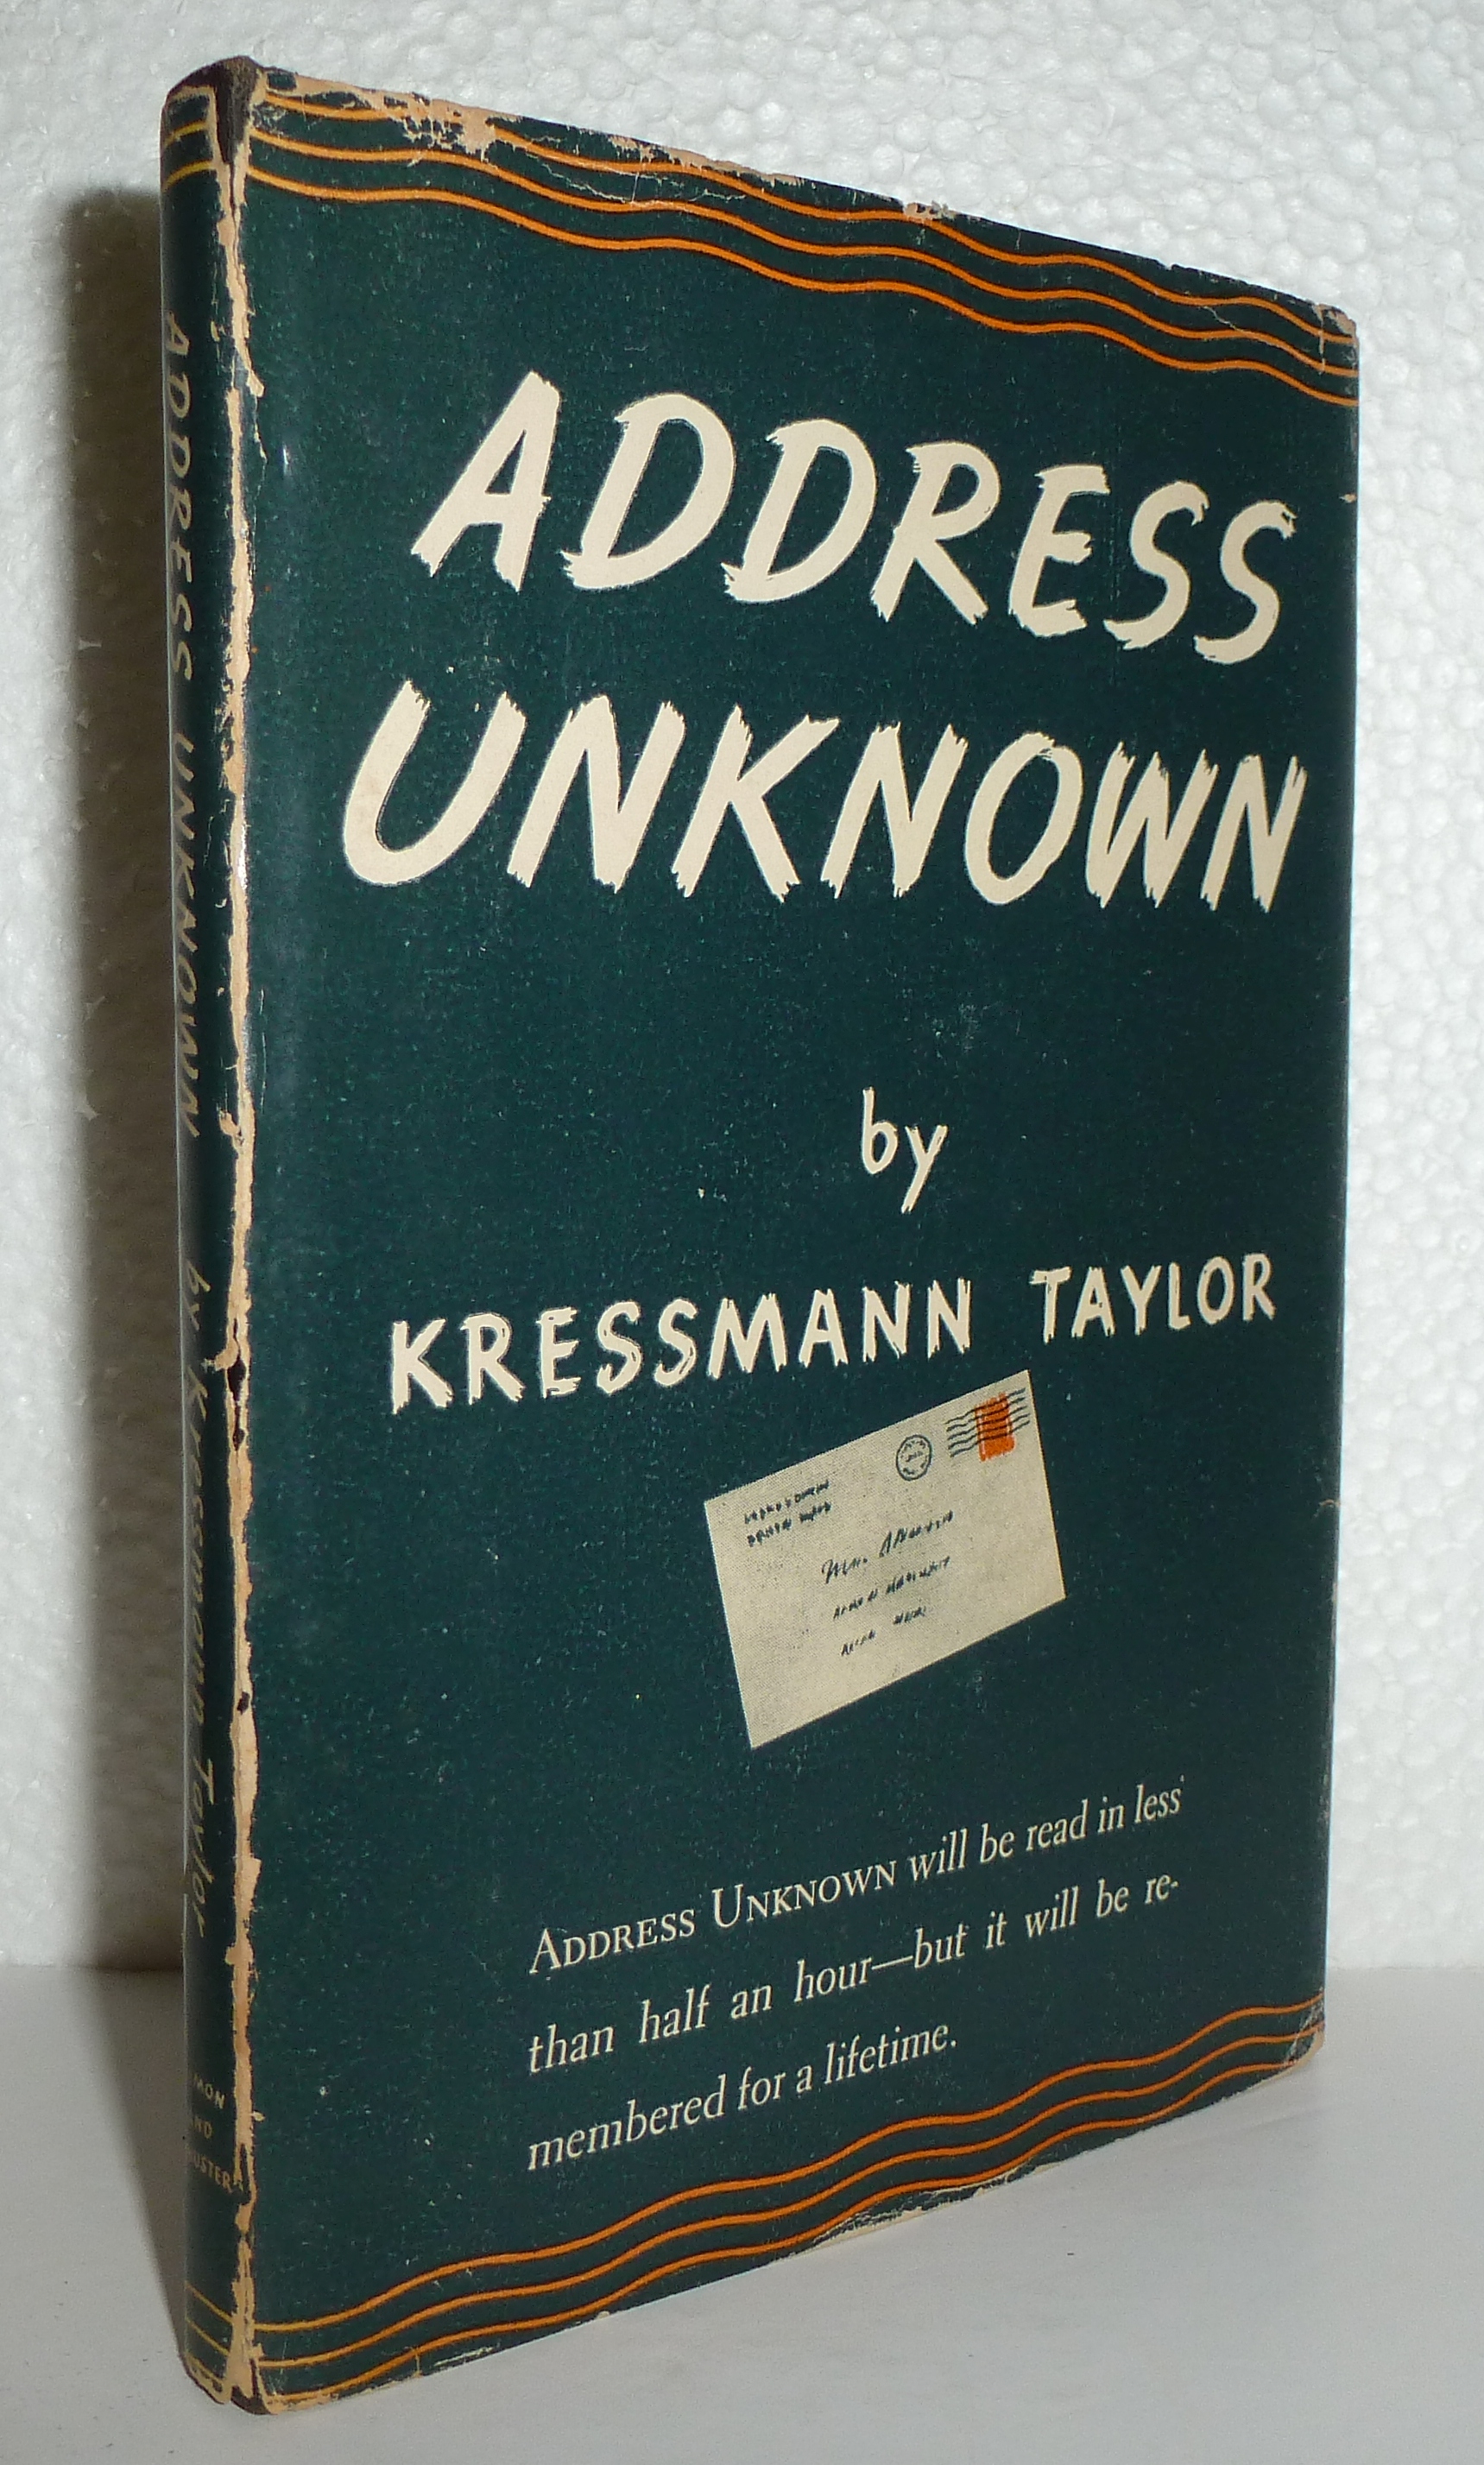 ADDRESS
UNKNOWN
by
KRESSMANN TAYLOR
ADDRESS UNKNOWN will be read in less
than half an hour—but it will be re-
membered for a lifetime.
ADDRESS UNKNOWN by Kressmann Taylor